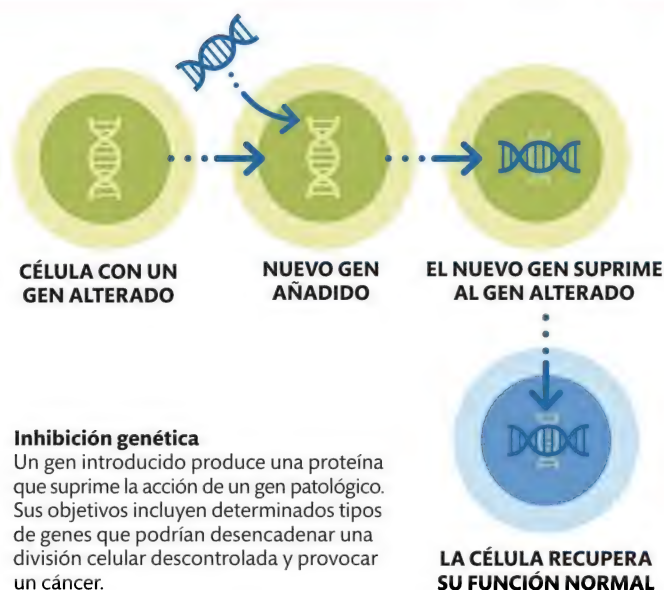 CÉLULA CON UN
GEN ALTERADO
NUEVO GEN
AÑADIDO
EL NUEVO GEN SUPRIME
AL GEN ALTERADO
Inhibición genética
Un gen introducido produce una proteína
que suprime la acción de un gen patológico.
Sus objetivos incluyen determinados tipos
de genes que podrían desencadenar una
división celular descontrolada y provocar
un cáncer.
LA CÉLULA RECUPERA
SU FUNCIÓN NORMAL